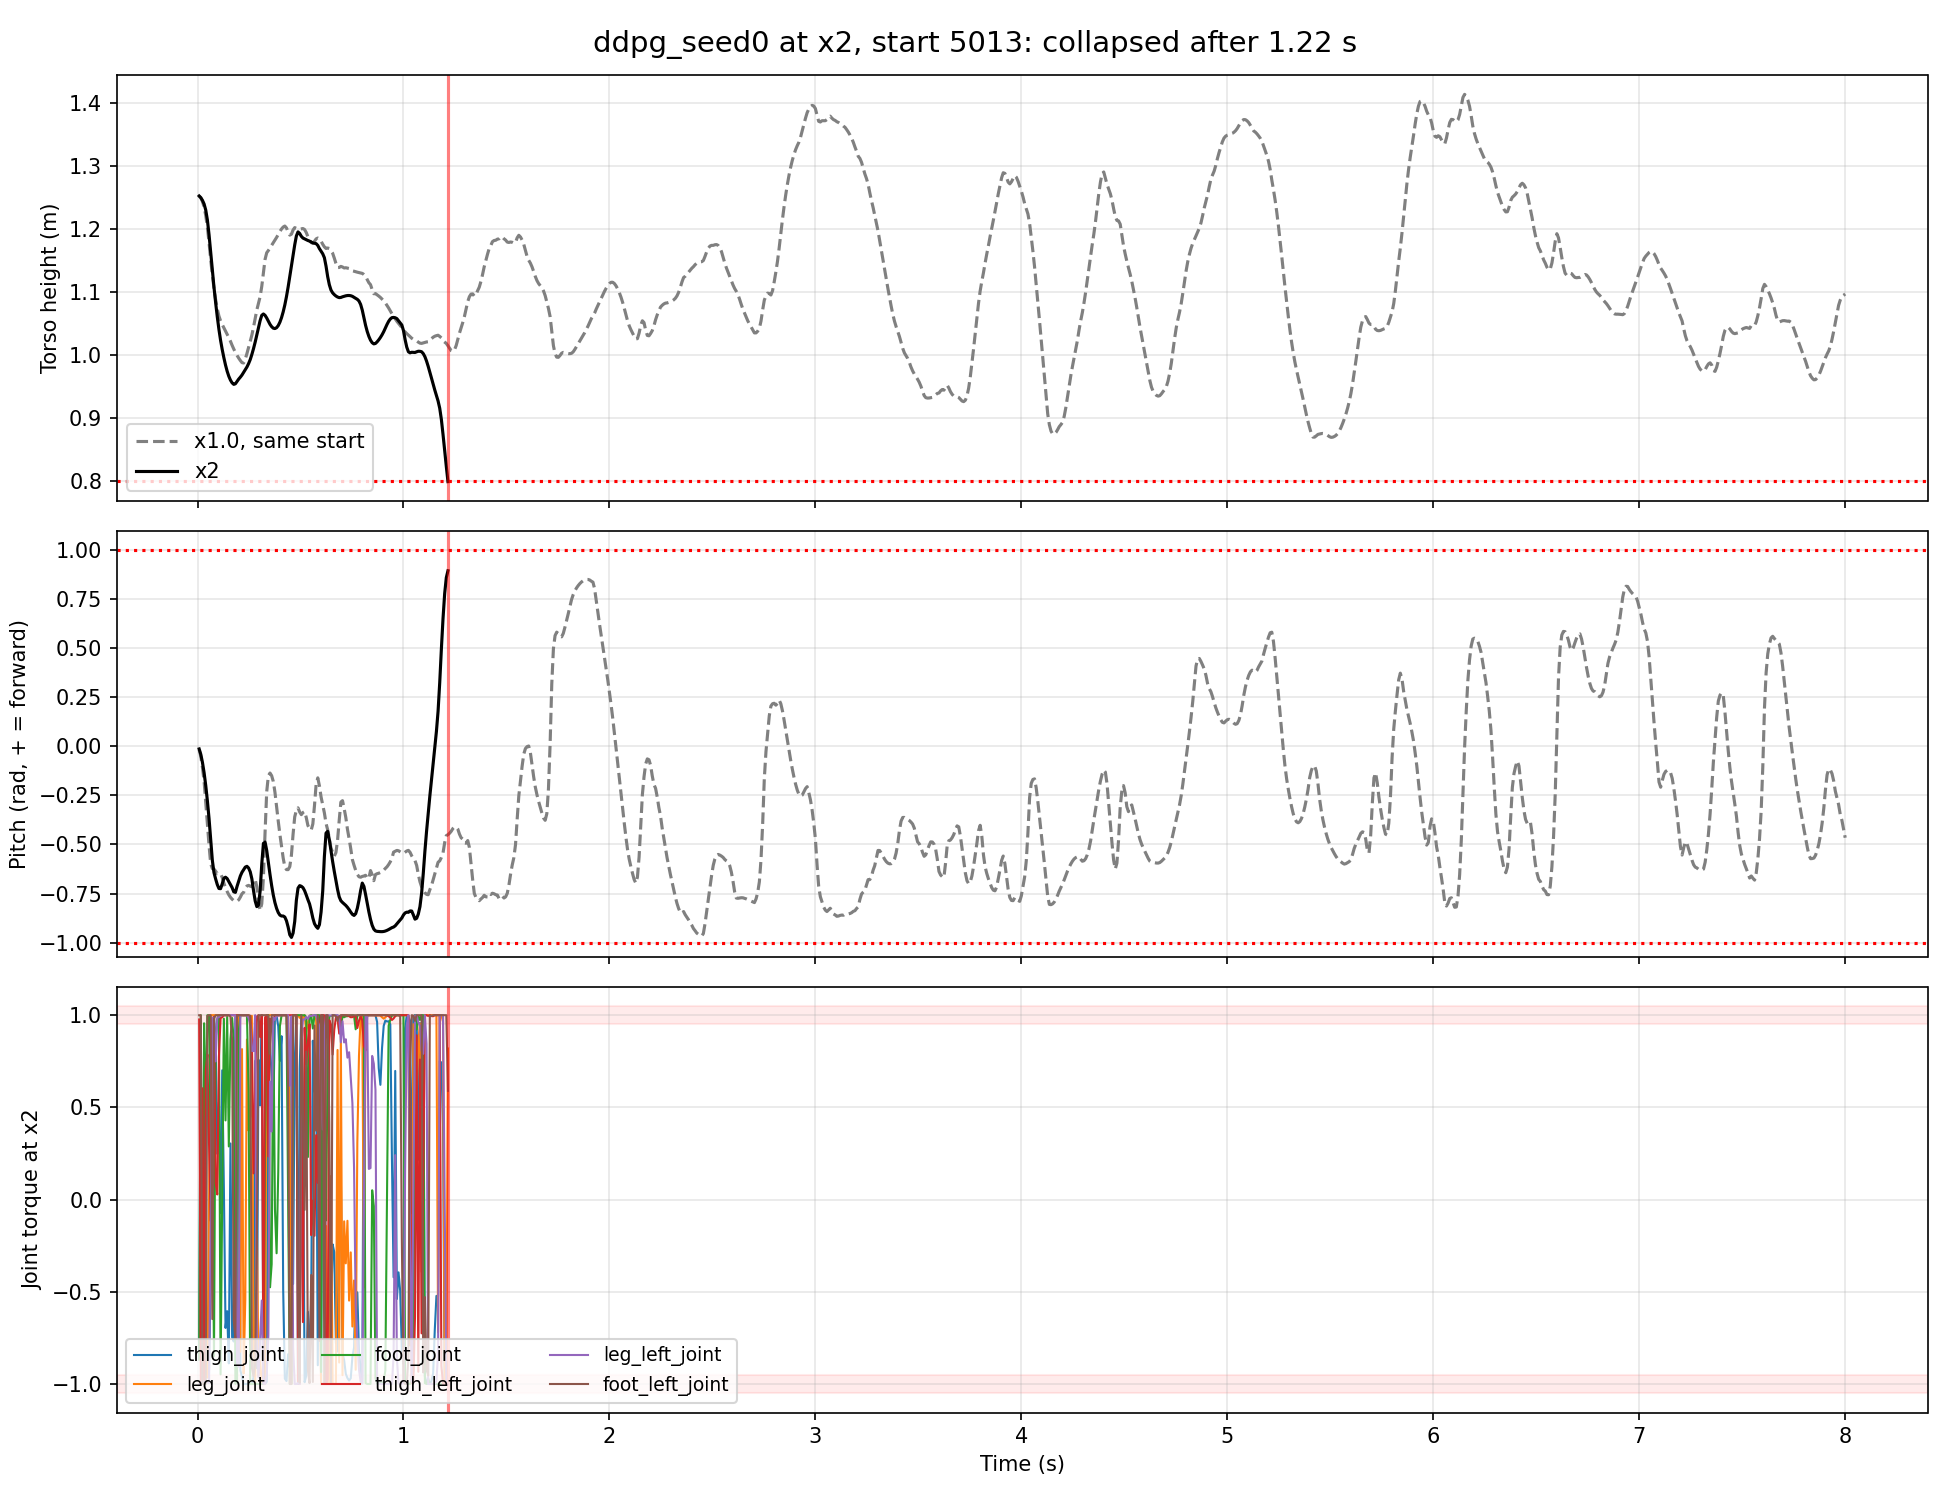 ddpg_seed0 at x2, start 5013: collapsed after 1.22 s
Torso height (m)
1.4
1.3
1.2
1.1
1.0
0.9
0.8
x1.0, same start
x2
Pitch (rad, + = forward)
1.00
0.75
0.50
0.25
0.00
−0.25
−0.50
−0.75
−1.00
Joint torque at x2
1.0
0.5
0.0
−0.5
−1.0
thigh_joint
leg_joint
foot_joint
thigh_left_joint
leg_left_joint
foot_left_joint
0 1 2 3 4 5 6 7 8
Time (s)